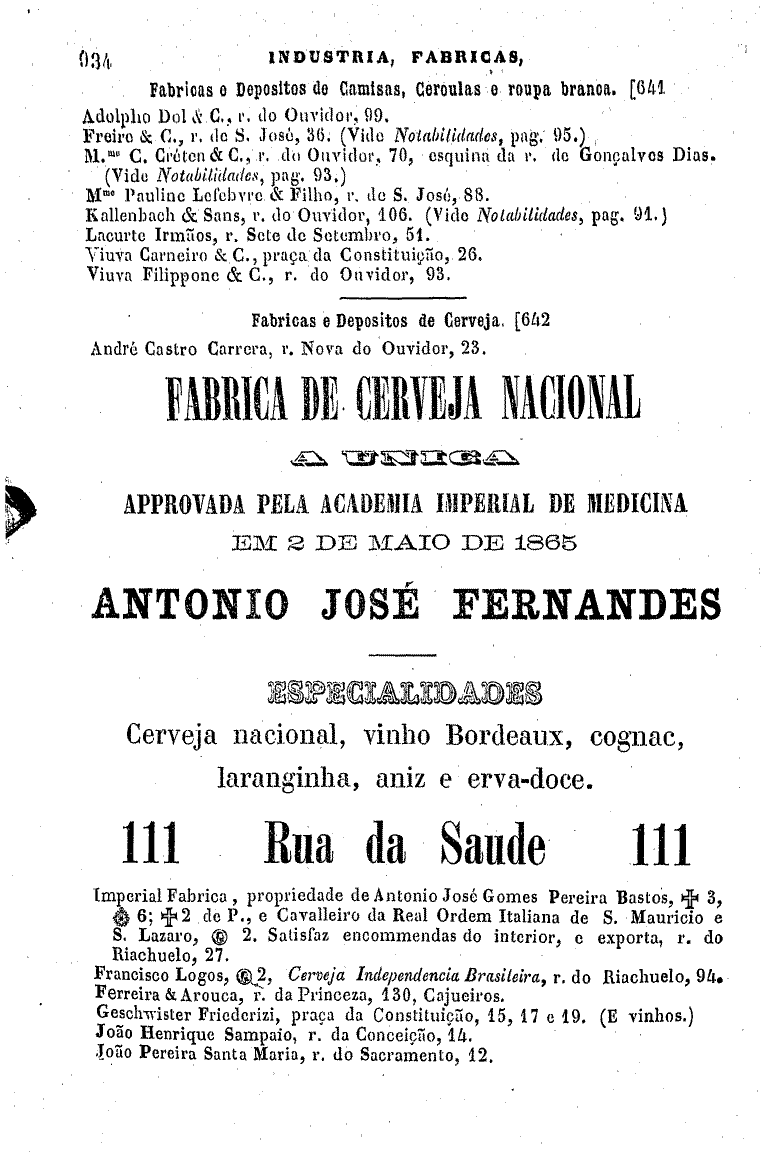 934 INDUSTRIA, FABRICAS,
Fabricas e Depositos de Camisas, Ceroulas e roupa branca. [641
Adolpho Dol & C., r. do Ouvidor, 99.
Freire & C., r. de S. José, 36. (Vide Notabilidades, pag. 95.)
M.me C. Créten & C., r. do Ouvidor, 70, esquina da r. de Gonçalves Dias.
(Vide Notabilidades, pag. 93.)
Mme Pauline Lefebvre & Filho, r. de S. José, 88.
Kallenbach & Sans, r. do Ouvidor, 106. (Vide Notabilidades, pag. 91.)
Lacurte Irmãos, r. Sete de Setembro, 51.
Viuva Carneiro & C., praça da Constituição, 26.
Viuva Filippone & C., r. do Ouvidor, 93.
Fabricas e Depositos de Cerveja. [642
André Castro Carrera, r. Nova do Ouvidor, 23.
FABRICA DE CERVEJA NACIONAL
A UNICA
APPROVADA PELA ACADEMIA IMPERIAL DE MEDICINA
EM 2 DE MAIO DE 1865
ANTONIO JOSÉ FERNANDES
ESPECIALIDADES
Cerveja nacional, vinho Bordeaux, cognac,
laranginha, aniz e erva-doce.
111 Rua da Saude 111
Imperial Fabrica, propriedade de Antonio José Gomes Pereira Bastos, ✠ 3,
6; ✠ 2 de P., e Cavalleiro da Real Ordem Italiana de S. Mauricio e
S. Lazaro, 2. Satisfaz encommendas do interior, e exporta, r. do
Riachuelo, 27.
Francisco Logos, 2, Cerveja Independencia Brasileira, r. do Riachuelo, 94.
Ferreira & Arouca, r. da Princeza, 130, Cajueiros.
Geschwister Friederizi, praça da Constituição, 15, 17 e 19. (E vinhos.)
João Henrique Sampaio, r. da Conceição, 14.
João Pereira Santa Maria, r. do Sacramento, 12.